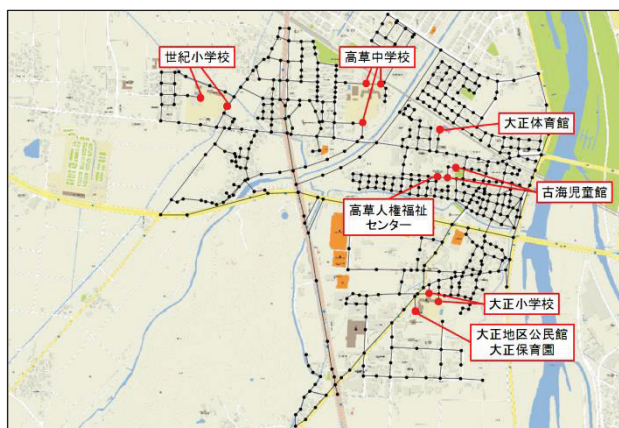 世紀小学校
高草中学校
大正体育館
古海児童館
高草人権福祉
センター
大正小学校
大正地区公民館
大正保育園